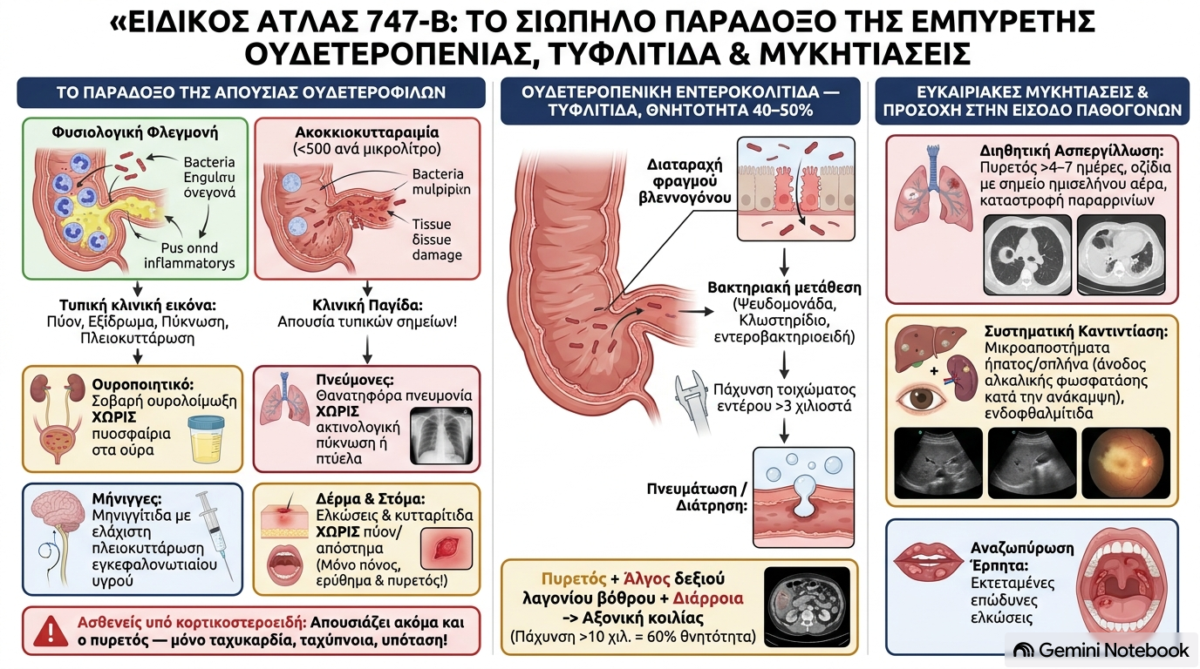 «ΕΙΔΙΚΟΣ ΑΤΛΑΣ 747-Β: ΤΟ ΣΙΩΠΗΛΟ ΠΑΡΑΔΟΞΟ ΤΗΣ ΕΜΠΥΡΕΤΗΣ
ΟΥΔΕΤΕΡΟΠΕΝΙΑΣ, ΤΥΦΛΙΤΙΔΑ & ΜΥΚΗΤΙΑΣΕΙΣ
ΤΟ ΠΑΡΑΔΟΞΟ ΤΗΣ ΑΠΟΥΣΙΑΣ ΟΥΔΕΤΕΡΟΦΙΛΩΝ
Φυσιολογική Φλεγμονή
Bacteria
Engulτυ
όνεγονά
Pus onnd
inflammatorys
Ακοκκιοκυτταραιμία
(<500 ανά μικρολίτρο)
Bacteria
mulριριη
Tissue
δissue
damage
Τυπική κλινική εικόνα:
Πύον, Εξίδρωμα, Πύκνωση,
Πλειοκυττάρωση
Κλινική Παγίδα:
Απουσία τυπικών σημείων!
Ουροποιητικό:
Σοβαρή ουρολοίμωξη
ΧΩΡΙΣ
πυοσφαίρια
στα ούρα
Πνεύμονες:
Θανατηφόρα πνευμονία
ΧΩΡΙΣ
ακτινολογική
πύκνωση ή
πτύελα
Μήνιγγες:
Μηνιγγίτιδα με
ελάχιστη
πλειοκυττάρωση
εγκεφαλονωτιαίου
υγρού
Δέρμα & Στόμα:
Ελκώσεις & κυτταρίτιδα
ΧΩΡΙΣ πύον/
απόστημα
(Μόνο πόνος,
ερύθημα & πυρετός!)
Ασθενείς υπό κορτικοστεροειδή: Απουσιάζει ακόμα και
ο πυρετός — μόνο ταχυκαρδία, ταχύπνοια, υπόταση!
ΟΥΔΕΤΕΡΟΠΕΝΙΚΗ ΕΝΤΕΡΟΚΟΛΙΤΙΔΑ —
ΤΥΦΛΙΤΙΔΑ, ΘΝΗΤΟΤΗΤΑ 40–50%
Διαταραχή
φραγμού
βλεννογόνου
Βακτηριακή μετάθεση
(Ψευδομονάδα,
Κλωστηρίδιο,
εντεροβακτηριοειδή)
Πάχυνση τοιχώματος
εντέρου >3 χιλιοστά
Πνευμάτωση /
Διάτρηση:
Πυρετός + Άλγος δεξιού
λαγονίου βόθρου + Διάρροια
-> Αξονική κοιλίας
(Πάχυνση >10 χιλ. = 60% θνητότητα)
ΕΥΚΑΙΡΙΑΚΕΣ ΜΥΚΗΤΙΑΣΕΙΣ &
ΠΡΟΣΟΧΗ ΣΤΗΝ ΕΙΣΟΔΟ ΠΑΘΟΓΟΝΩΝ
Διηθητική Ασπεργίλλωση:
Πυρετός >4–7 ημέρες, οζίδια
με σημείο ημισελήνου αέρα,
καταστροφή παραρρινίων
Συστηματική Καντιντίαση:
Μικροαποστήματα
ήπατος/σπλήνα (άνοδος
αλκαλικής φωσφατάσης
κατά την ανάκαμψη),
ενδοφθαλμίτιδα
Αναζωπύρωση
Έρπητα:
Εκτεταμένες
επώδυνες
ελκώσεις
Gemini Notebook